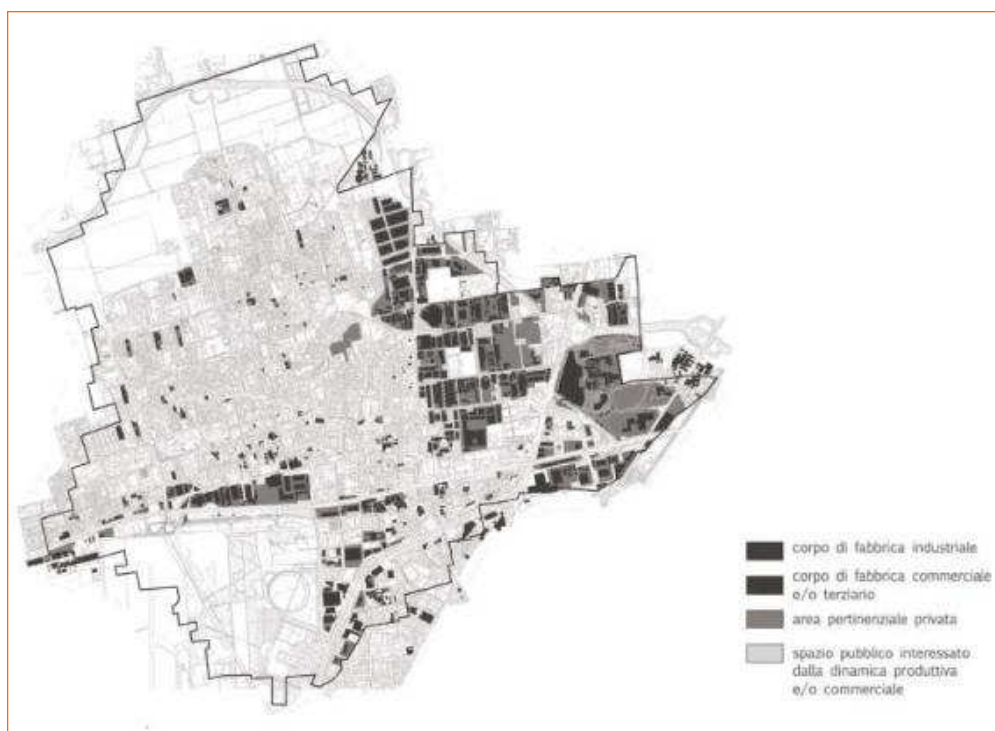 corpo di fabbrica industriale
corpo di fabbrica commerciale
e/o terziario
area pertinenziale privata
spazio pubblico interessato
dalla dinamica produttiva
e/o commerciale